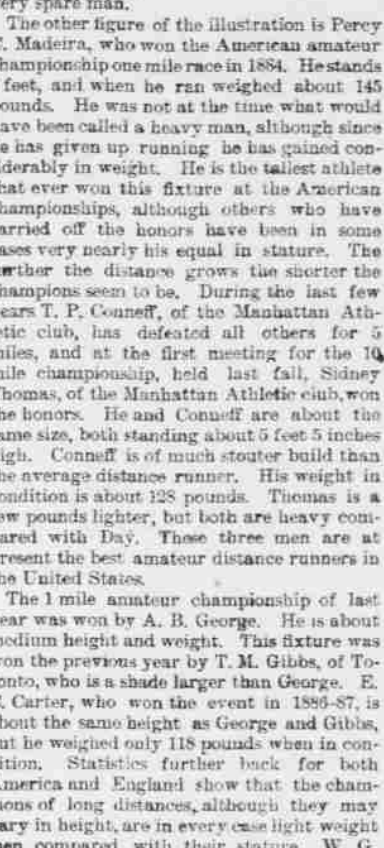 ery spare man.
The other figure of the illustration is Percy
. Madeira, who won the American amateur
hampionship one mile race in 1884. He stands
feet, and when he ran weighed about 145
ounds. He was not at the time what would
ave been called a heavy man, although since
e has given up running he has gained con-
iderably in weight. He is the tallest athlete
hat ever won this fixture at the American
hampionships, although others who have
arried off the honors have been in some
ases very nearly his equal in stature. The
urther the distance grows the shorter the
hampions seem to be. During the last few
ears T. P. Conneff, of the Manhattan Ath-
etic club, has defeated all others for 5
miles, and at the first meeting for the 10
mile championship, held last fall, Sidney
homas, of the Manhattan Athletic club, won
he honors. He and Conneff are about the
ame size, both standing about 5 feet 5 inches
igh. Conneff is of much stouter build than
he average distance runner. His weight in
ondition is about 128 pounds. Thomas is a
ew pounds lighter, but both are heavy com-
ared with Day. These three men are at
resent the best amateur distance runners in
he United States.
The 1 mile amateur championship of last
ear was won by A. B. George. He is about
medium height and weight. This fixture was
won the previous year by T. M. Gibbs, of To-
onto, who is a shade larger than George. E.
. Carter, who won the event in 1886-87, is
bout the same height as George and Gibbs,
ut he weighed only 118 pounds when in con-
ition. Statistics further back for both
America and England show that the cham-
ions of long distances, although they may
ary in height, are in every case light weight
en compared with their stature. W. G.